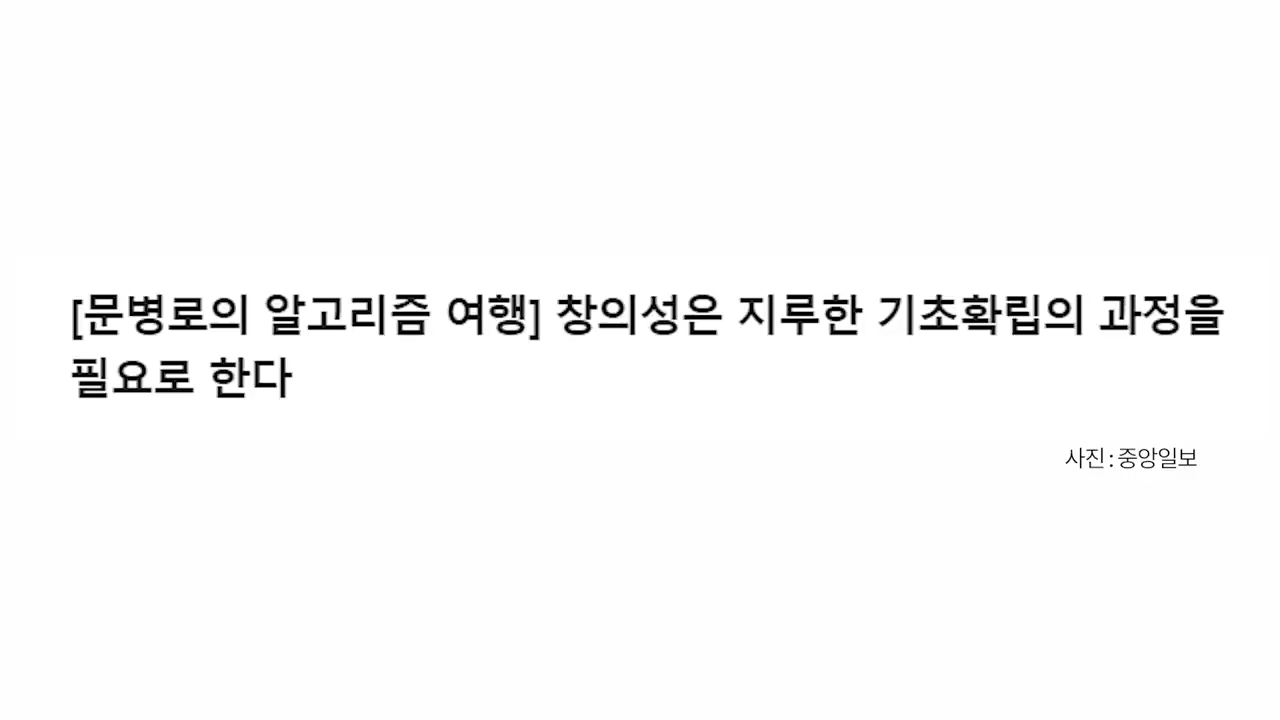 [문병로의 알고리즘 여행] 창의성은 지루한 기초확립의 과정을
필요로 한다
사진 : 중앙일보